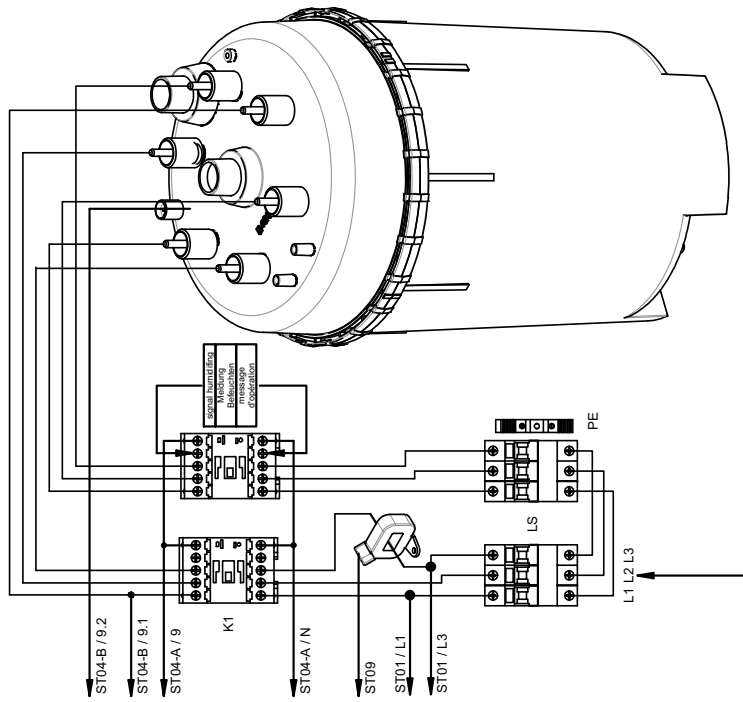 signal humidifing
Meldung
Befeuchten
message
d'opération
PE
LS
K1
L1 L2 L3
ST04-B / 9.2
ST04-B / 9.1
ST04-A / 9
ST04-A / N
ST09
ST01 / L1
ST01 / L3